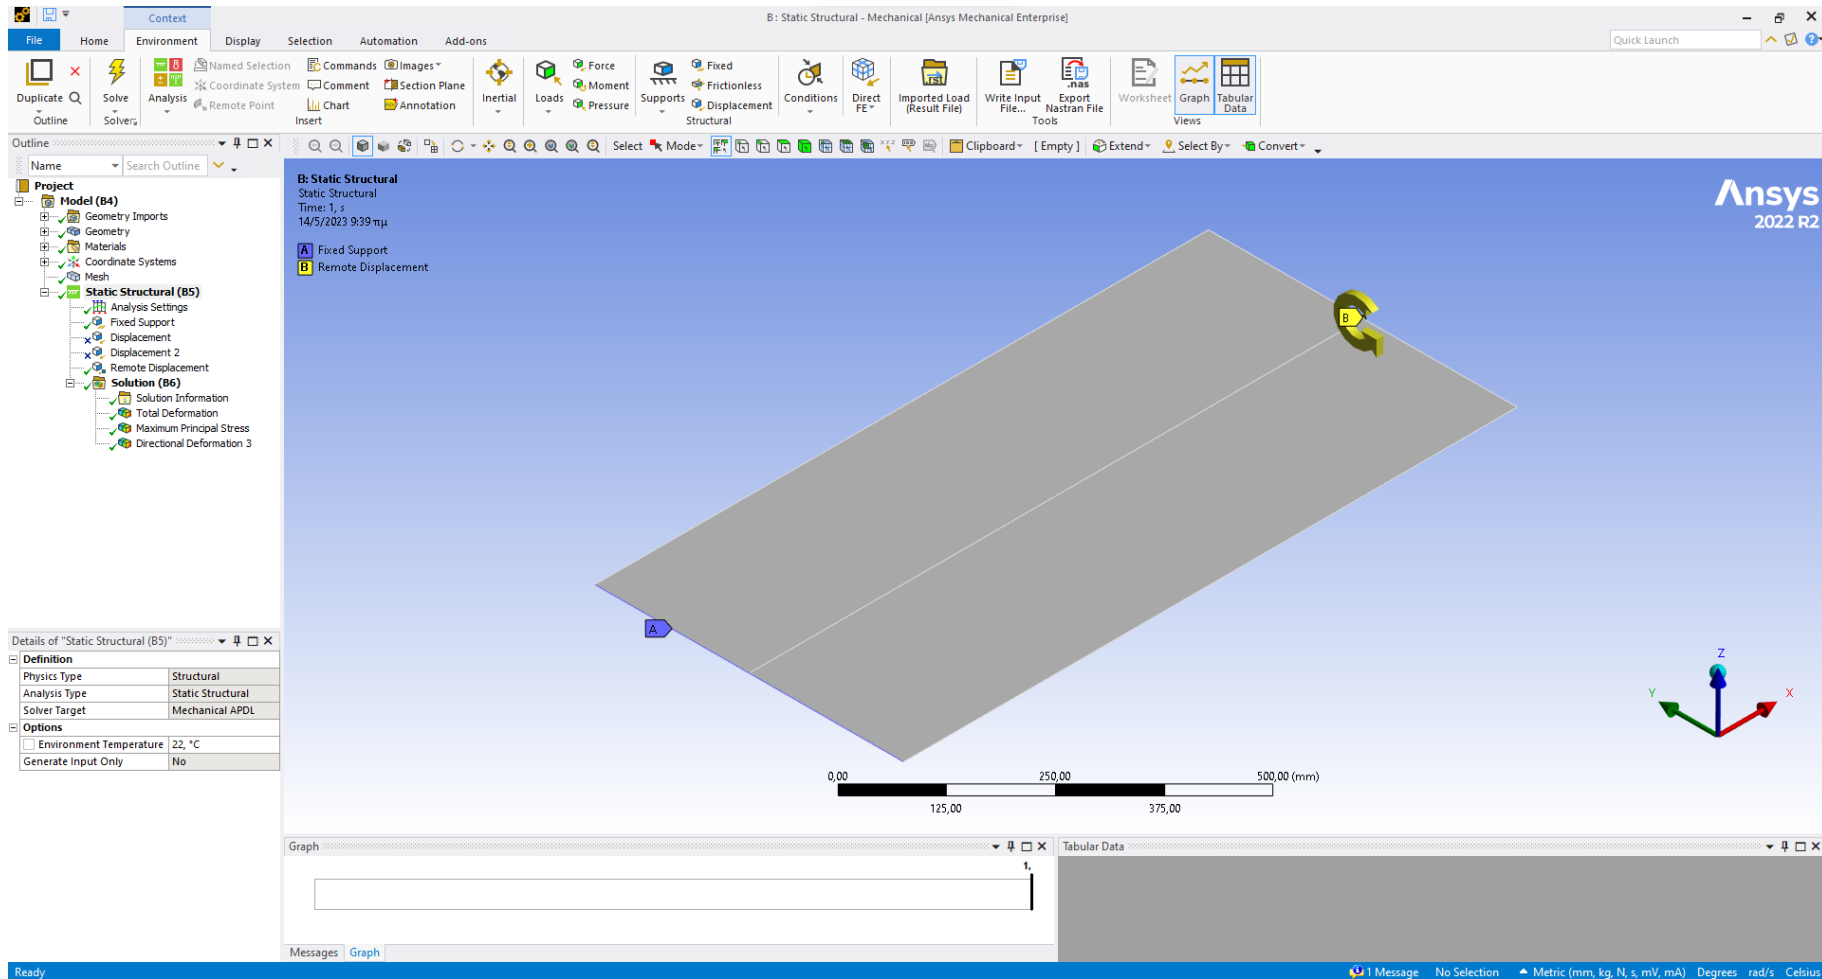 Context
B: Static Structural - Mechanical [Ansys Mechanical Enterprise]
File Home Environment Display Selection Automation Add-ons
Quick Launch
Duplicate
Outline
Solve
Solver
Analysis
Named Selection
Coordinate System
Remote Point
Commands
Comment
Chart
Images
Section Plane
Annotation
Insert
Inertial
Loads
Force
Moment
Pressure
Supports
Fixed
Frictionless
Displacement
Structural
Conditions
Direct
FE
.rst
Imported Load
(Result File)
Write Input
File...
.nas
Export
Nastran File
Tools
Worksheet
Graph
Tabular
Data
Views
Outline
Name
Search Outline
Select Mode Clipboard [ Empty ] Extend Select By Convert
Project
Model (B4)
Geometry Imports
Geometry
Materials
Coordinate Systems
Mesh
Static Structural (B5)
Analysis Settings
Fixed Support
Displacement
Displacement 2
Remote Displacement
Solution (B6)
Solution Information
Total Deformation
Maximum Principal Stress
Directional Deformation 3
B: Static Structural
Static Structural
Time: 1, s
14/5/2023 9:39 πμ
A Fixed Support
B Remote Displacement
Ansys
2022 R2
B
A
Z
Y
X
0,00 250,00 500,00 (mm)
125,00 375,00
Details of "Static Structural (B5)"
Definition
Physics Type Structural
Analysis Type Static Structural
Solver Target Mechanical APDL
Options
Environment Temperature 22, °C
Generate Input Only No
Graph
1,
Messages Graph
Tabular Data
Ready
1 Message No Selection Metric (mm, kg, N, s, mV, mA) Degrees rad/s Celsius